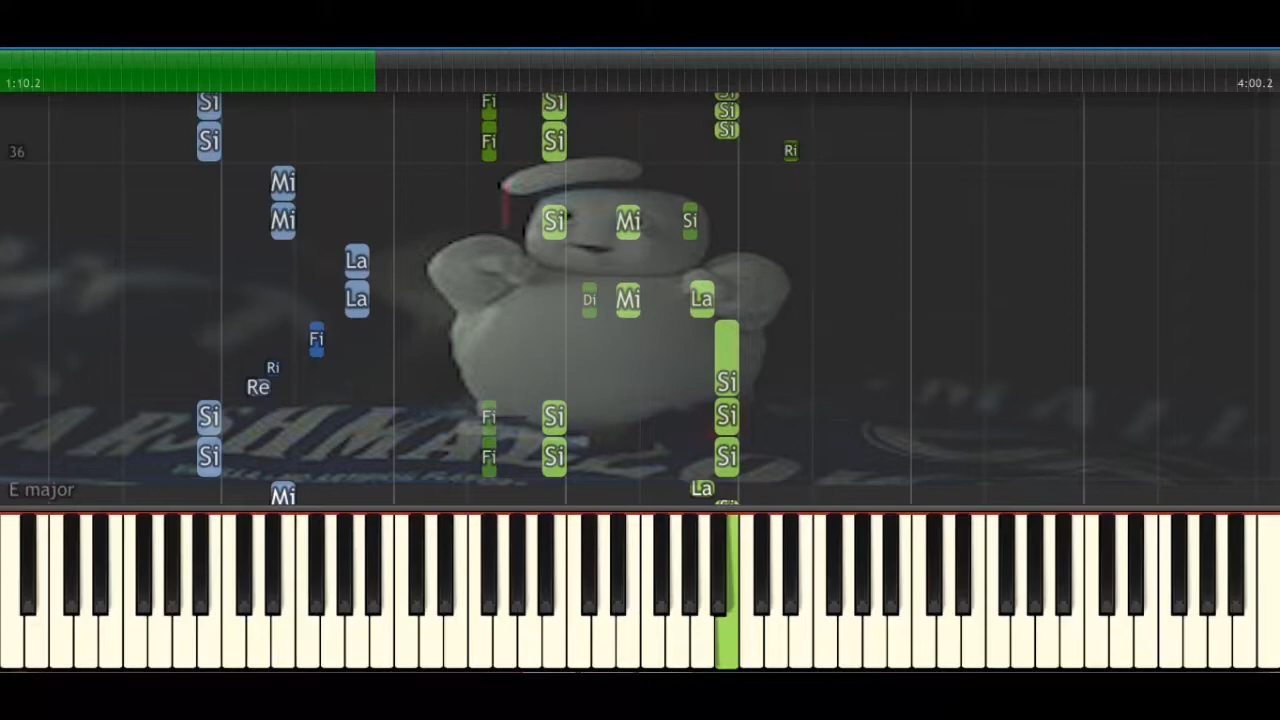 1:10.2 4:00.2
Si Fi Si Si
Si
Si Fi Si Si
36 Ri
Mi
Mi Si Mi Si
La
La Di Mi La
Fi
Ri
Re Si
Si Fi Si Si
Si Fi Si Si
E major Mi La